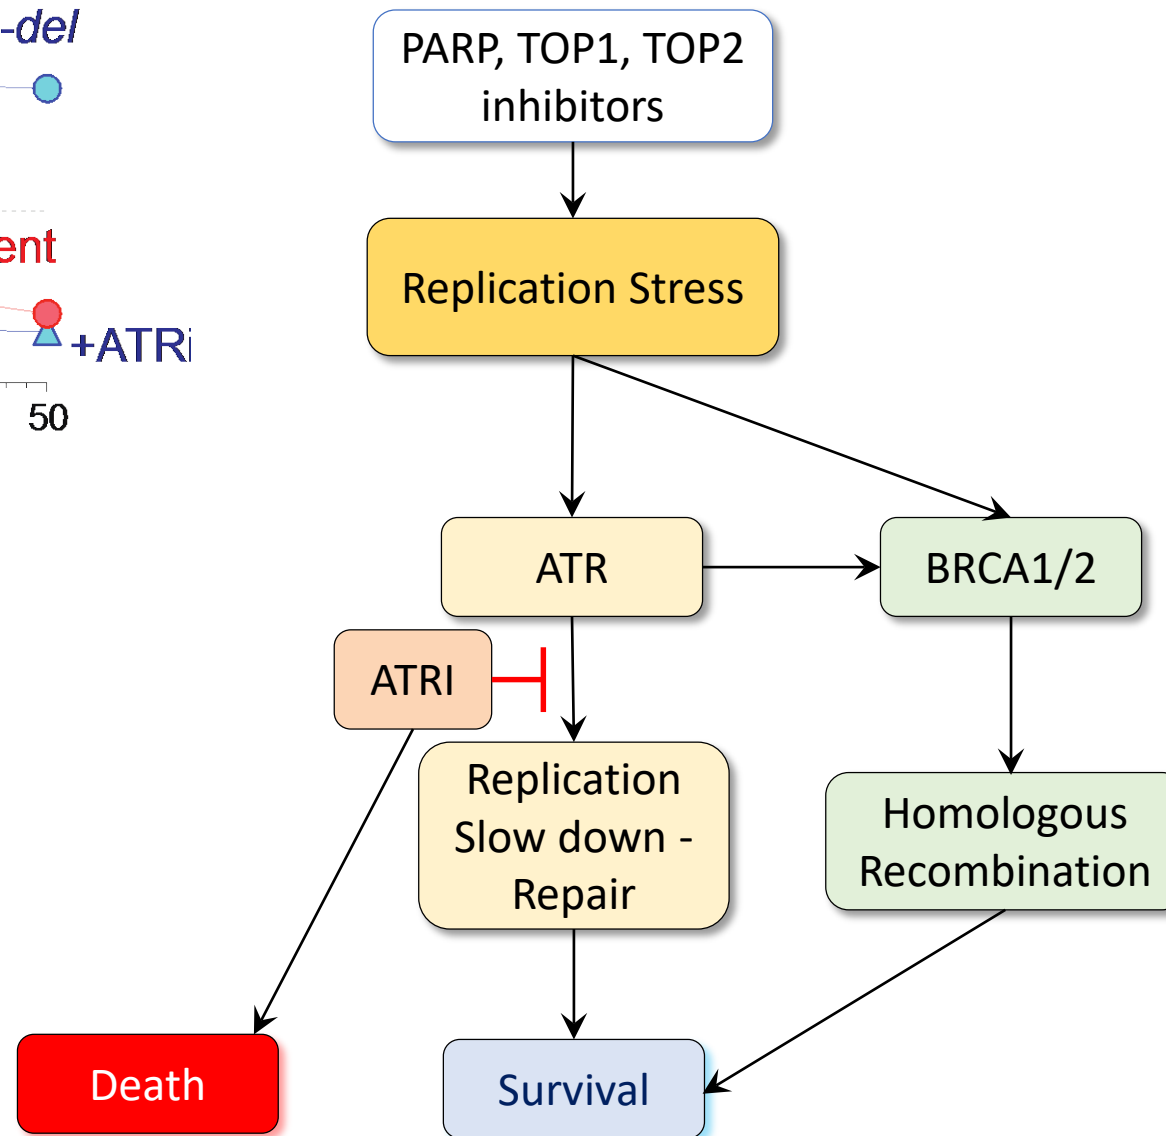 -del
ent
+ATRi
50
PARP, TOP1, TOP2
inhibitors
Replication Stress
ATR
BRCA1/2
ATRI
Replication
Slow down -
Repair
Homologous
Recombination
Death
Survival